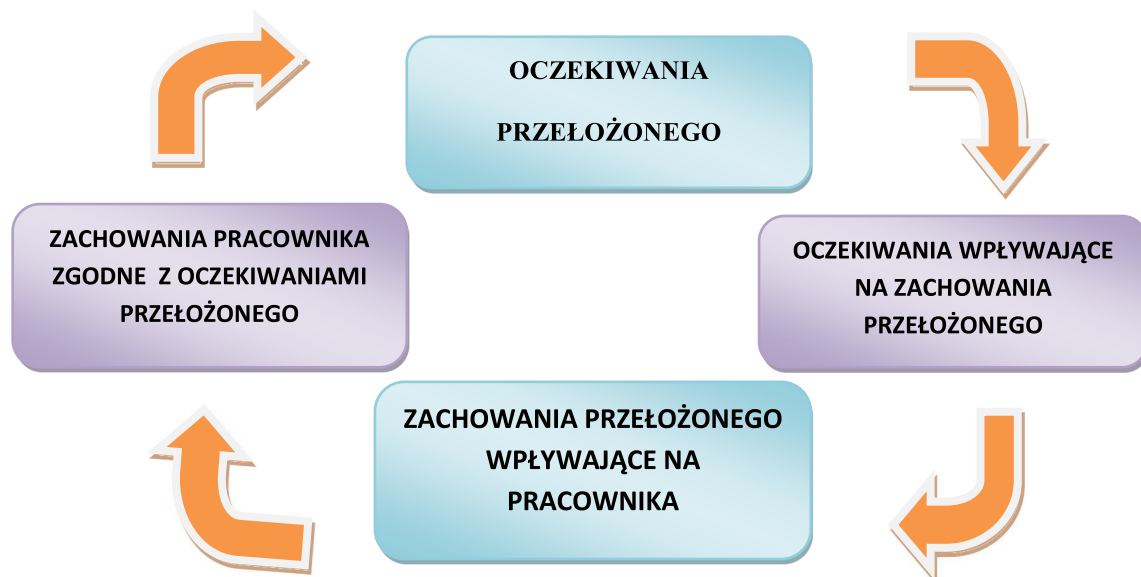 OCZEKIWANIA
PRZEŁOŻONEGO
OCZEKIWANIA WPŁYWAJĄCE
NA ZACHOWANIA
PRZEŁOŻONEGO
ZACHOWANIA PRZEŁOŻONEGO
WPŁYWAJĄCE NA
PRACOWNIKA
ZACHOWANIA PRACOWNIKA
ZGODNE Z OCZEKIWANIAMI
PRZEŁOŻONEGO